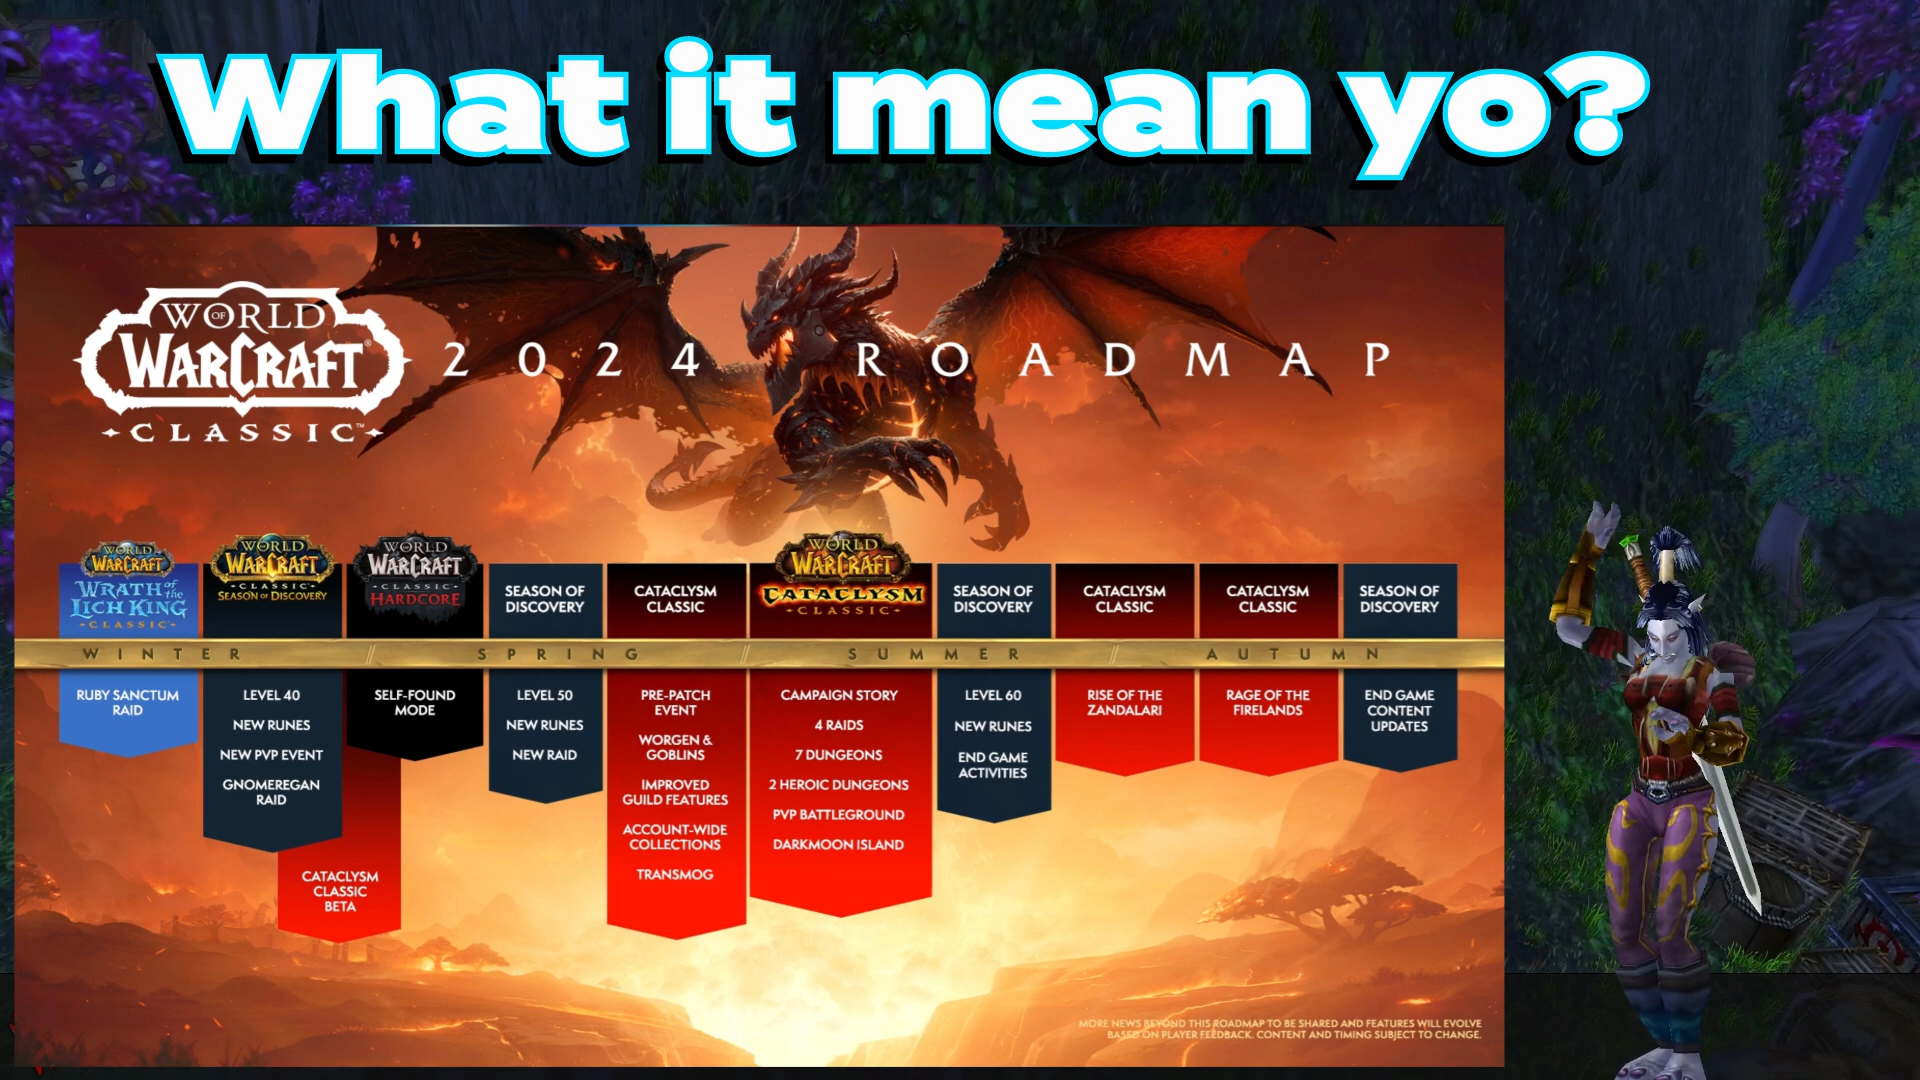 What it mean yo?
WORLD
OF
WARCRAFT®
CLASSIC™
2024 ROADMAP
WORLD
WARCRAFT
WRATH of the
LICH KING
CLASSIC
WORLD
WARCRAFT
CLASSIC
SEASON OF DISCOVERY
WORLD
WARCRAFT
CLASSIC
HARDCORE
SEASON OF
DISCOVERY
CATACLYSM
CLASSIC
WORLD
WARCRAFT
CATACLYSM
CLASSIC
SEASON OF
DISCOVERY
CATACLYSM
CLASSIC
CATACLYSM
CLASSIC
SEASON OF
DISCOVERY
WINTER // SPRING // SUMMER // AUTUMN
RUBY SANCTUM
RAID
LEVEL 40
NEW RUNES
NEW PVP EVENT
GNOMEREGAN
RAID
CATACLYSM
CLASSIC
BETA
SELF-FOUND
MODE
LEVEL 50
NEW RUNES
NEW RAID
PRE-PATCH
EVENT
WORGEN &
GOBLINS
IMPROVED
GUILD FEATURES
ACCOUNT-WIDE
COLLECTIONS
TRANSMOG
CAMPAIGN STORY
4 RAIDS
7 DUNGEONS
2 HEROIC DUNGEONS
PVP BATTLEGROUND
DARKMOON ISLAND
LEVEL 60
NEW RUNES
END GAME
ACTIVITIES
RISE OF THE
ZANDALARI
RAGE OF THE
FIRELANDS
END GAME
CONTENT
UPDATES
MORE NEWS BEYOND THIS ROADMAP TO BE SHARED AND FEATURES WILL EVOLVE
BASED ON PLAYER FEEDBACK. CONTENT AND TIMING SUBJECT TO CHANGE.